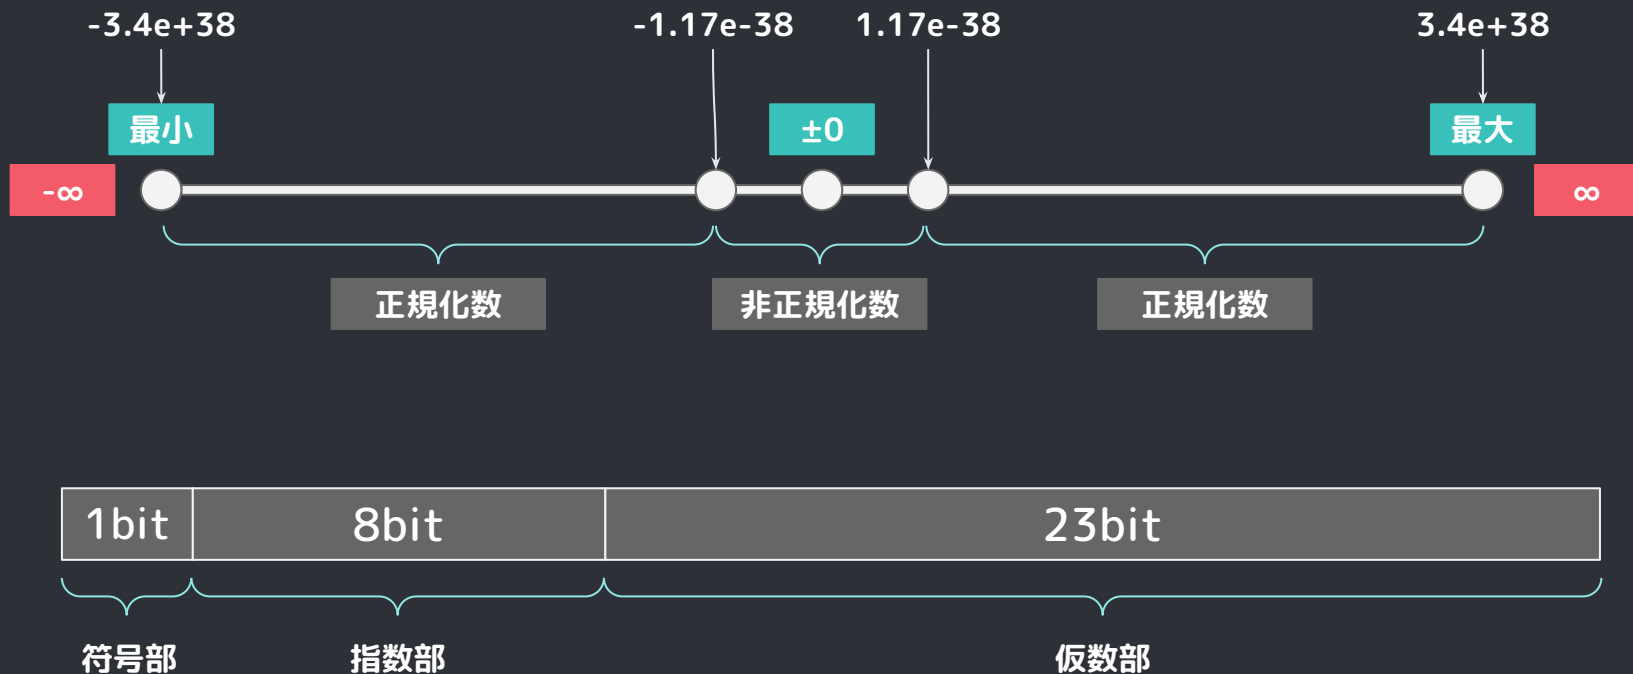 -3.4e+38
-1.17e-38
1.17e-38
3.4e+38
最小
±0
最大
-∞
∞
正規化数
非正規化数
正規化数
1bit
8bit
23bit
符号部
指数部
仮数部